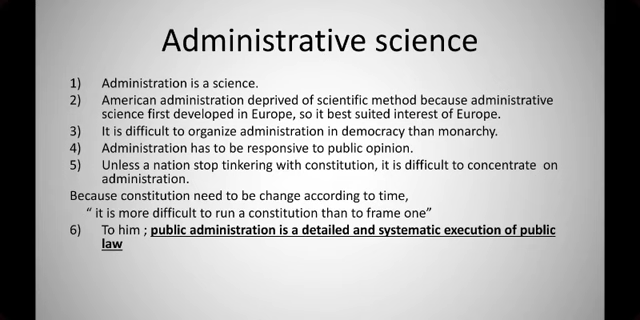 Administrative science
1) Administration is a science.
2) American administration deprived of scientific method because administrative
science first developed in Europe, so it best suited interest of Europe.
3) It is difficult to organize administration in democracy than monarchy.
4) Administration has to be responsive to public opinion.
5) Unless a nation stop tinkering with constitution, it is difficult to concentrate on
administration.
Because constitution need to be change according to time,
“ it is more difficult to run a constitution than to frame one”
6) To him ; public administration is a detailed and systematic execution of public
law